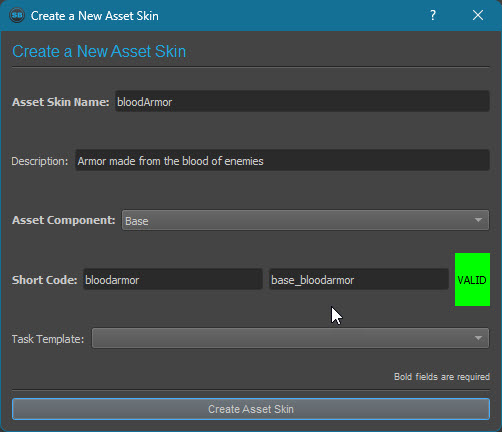 SB Create a New Asset Skin ?
Create a New Asset Skin
Asset Skin Name: bloodArmor
Description: Armor made from the blood of enemies
Asset Component: Base
Short Code: bloodarmor base_bloodarmor VALID
Task Template:
Bold fields are required
Create Asset Skin